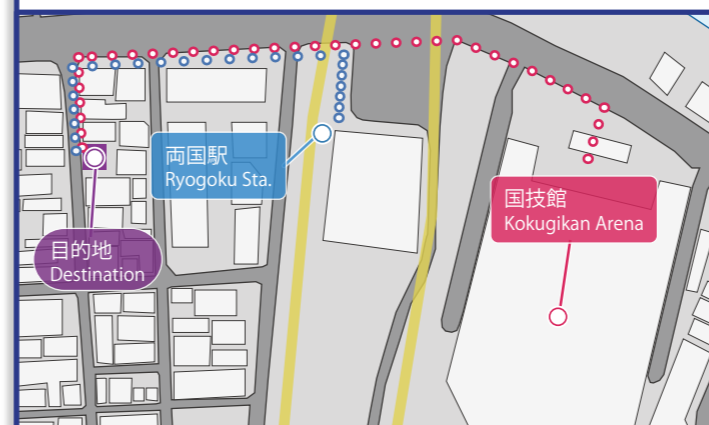 両国駅
Ryogoku Sta.
国技館
Kokugikan Arena
目的地
Destination